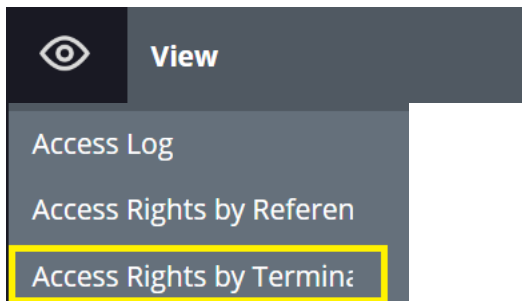 View
Access Log
Access Rights by Referen
Access Rights by Termina